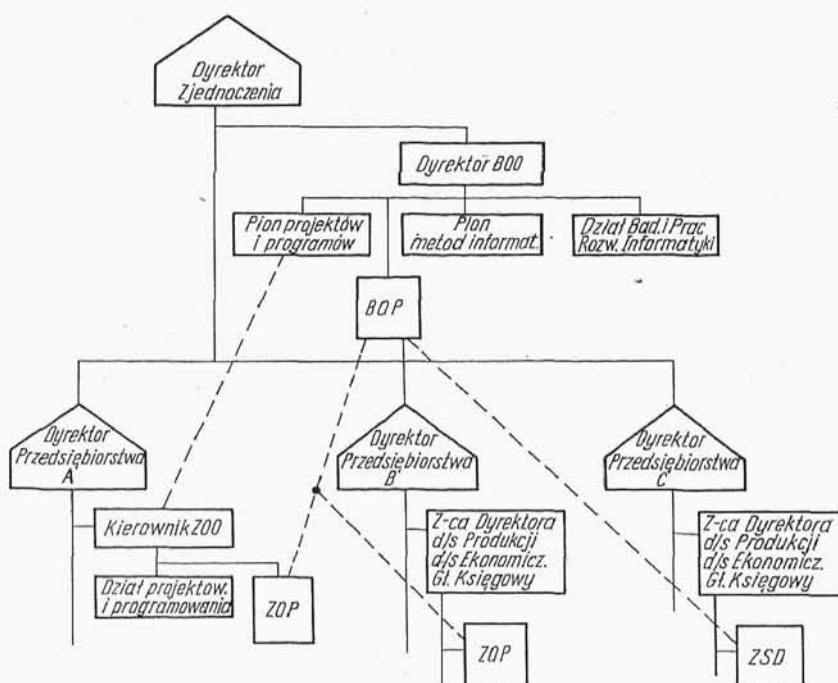 Dyrektor
Zjednoczenia
Dyrektor BOO
Pion projektów
i programów
Pion
metod informat.
Dział Bad. i Prac
Rozw. Informatyki
BOP
Dyrektor
Przedsiębiorstwa
A
Dyrektor
Przedsiębiorstwa
B
Dyrektor
Przedsiębiorstwa
C
Kierownik ZOO
Dział projektow.
i programowania
ZOP
Z-ca Dyrektora
d/s Produkcji
d/s Ekonomicz.
Gł. Księgowy
ZOP
Z-ca Dyrektora
d/s Produkcji
d/s Ekonomicz.
Gł. Księgowy
ZSD